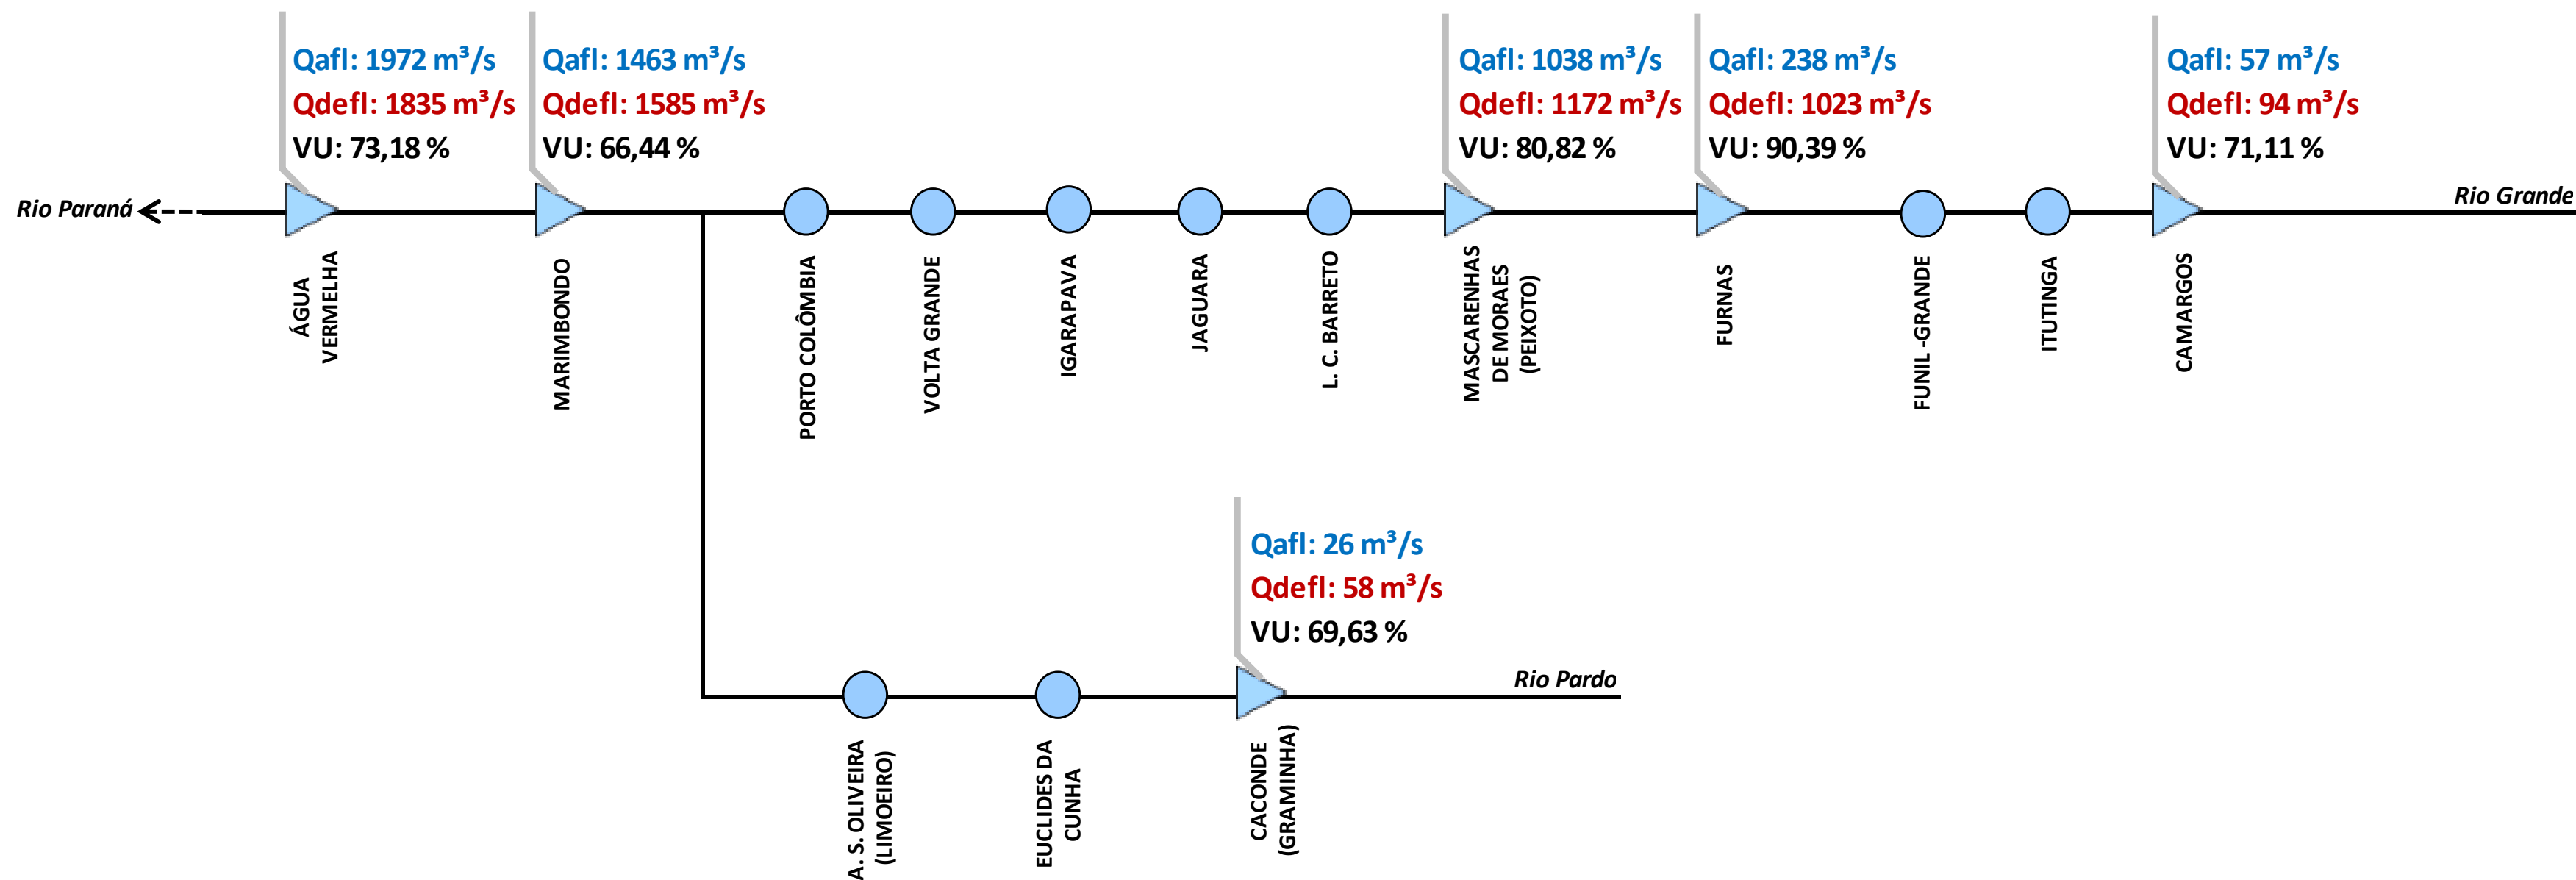 Qafl: 1972 m³/s
Qdefl: 1835 m³/s
VU: 73,18 %
Qafl: 1463 m³/s
Qdefl: 1585 m³/s
VU: 66,44 %
Qafl: 1038 m³/s
Qdefl: 1172 m³/s
VU: 80,82 %
Qafl: 238 m³/s
Qdefl: 1023 m³/s
VU: 90,39 %
Qafl: 57 m³/s
Qdefl: 94 m³/s
VU: 71,11 %
Rio Paraná
Rio Grande
ÁGUA
VERMELHA
MARIMBONDO
PORTO COLÔMBIA
VOLTA GRANDE
IGARAPAVA
JAGUARA
L. C. BARRETO
MASCARENHAS
DE MORAES
(PEIXOTO)
FURNAS
FUNIL -GRANDE
ITUTINGA
CAMARGOS
Qafl: 26 m³/s
Qdefl: 58 m³/s
VU: 69,63 %
Rio Pardo
A. S. OLIVEIRA
(LIMOEIRO)
EUCLIDES DA
CUNHA
CACONDE
(GRAMINHA)